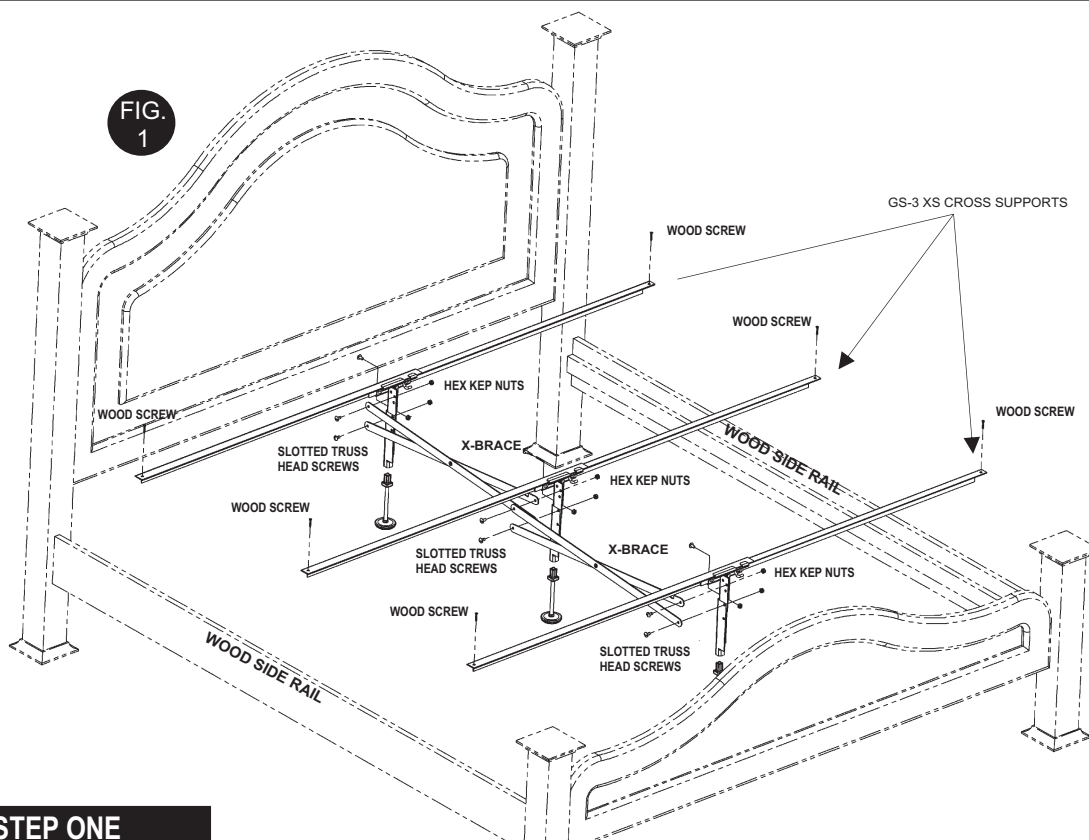 FIG.
1
GS-3 XS CROSS SUPPORTS
WOOD SCREW
WOOD SCREW
HEX KEP NUTS
WOOD SCREW
WOOD SCREW
X-BRACE
SLOTTED TRUSS
HEAD SCREWS
WOOD SIDE RAIL
HEX KEP NUTS
WOOD SCREW
X-BRACE
SLOTTED TRUSS
HEAD SCREWS
HEX KEP NUTS
WOOD SCREW
WOOD SIDE RAIL
SLOTTED TRUSS
HEAD SCREWS
STEP ONE